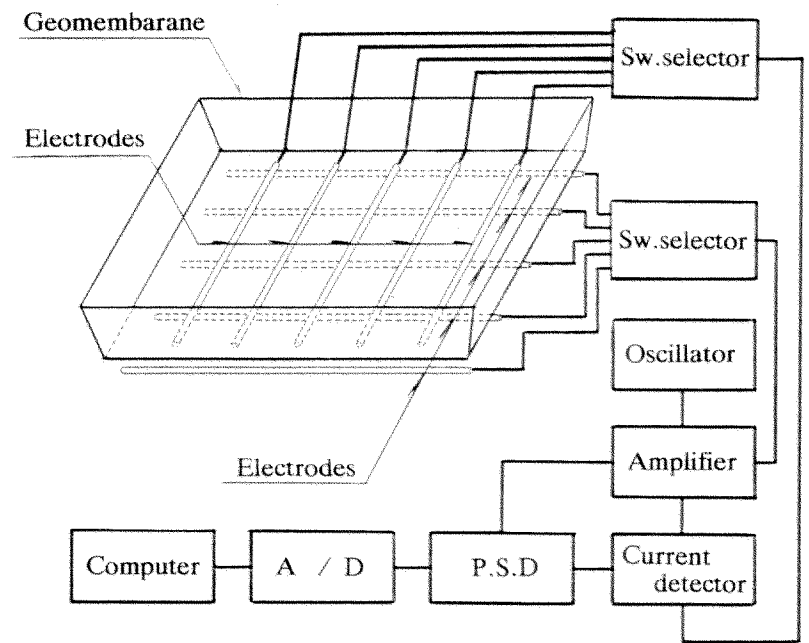 Geomembarane
Sw.selector
Electrodes
Sw.selector
Oscillator
Electrodes
Amplifier
Computer
A / D
P.S.D
Current
detector